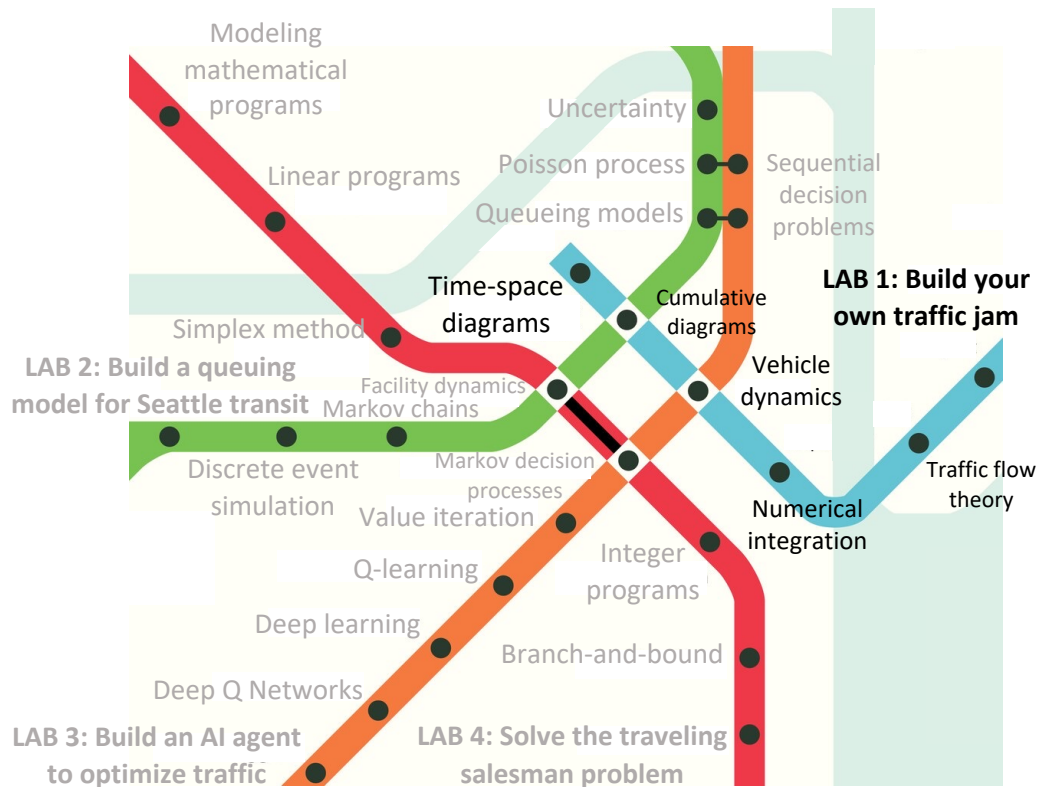 Modeling
mathematical
programs
Linear programs
Uncertainty
Poisson process
Queueing models
Sequential
decision
problems
Time-space
diagrams
Cumulative
diagrams
LAB 1: Build your
own traffic jam
Simplex method
LAB 2: Build a queuing
model for Seattle transit
Facility dynamics
Markov chains
Vehicle
dynamics
Discrete event
simulation
Markov decision
processes
Value iteration
Traffic flow
theory
Numerical
integration
Integer
programs
Q-learning
Deep learning
Branch-and-bound
Deep Q Networks
LAB 3: Build an AI agent
to optimize traffic
LAB 4: Solve the traveling
salesman problem